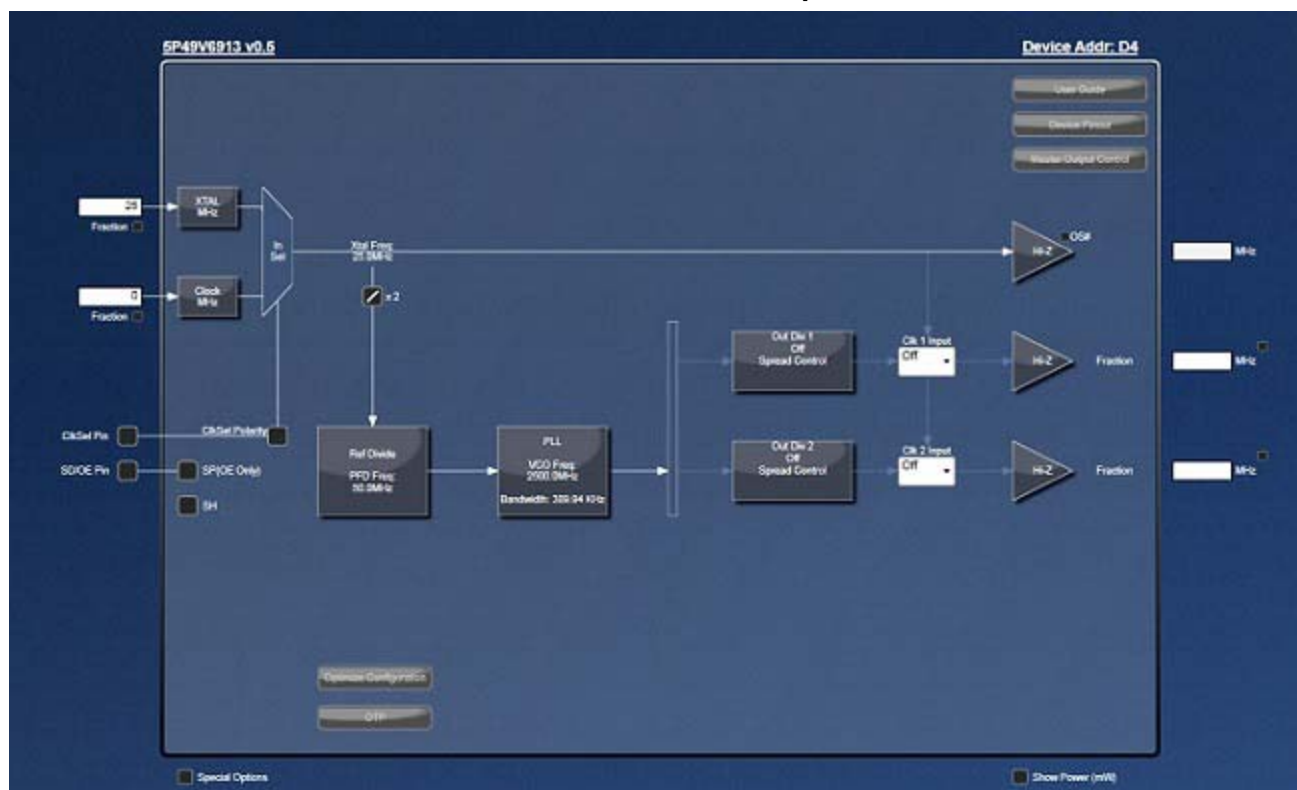 5P49V6913 v0.5
Device Addr: D4
User Guide
Device Pinout
Master Output Control
25
XTAL
MHz
Fraction
In
Sel
Xtal Freq:
25.0MHz
Hi-Z
OS#
MHz
0
Clock
MHz
Fraction
x 2
Out Div 1
Off
Spread Control
Clk 1 Input
Off
Hi-Z
Fraction
MHz
ClkSel Pin
ClkSel Polarity
SD/OE Pin
SP(OE Only)
SH
Ref Divide
PFD Freq:
50.0MHz
PLL
VCO Freq:
2500.0MHz
Bandwidth: 389.94 KHz
Out Div 2
Off
Spread Control
Clk 2 Input
Off
Hi-Z
Fraction
MHz
Optimize Configuration
OTP
Special Options
Show Power (mW)